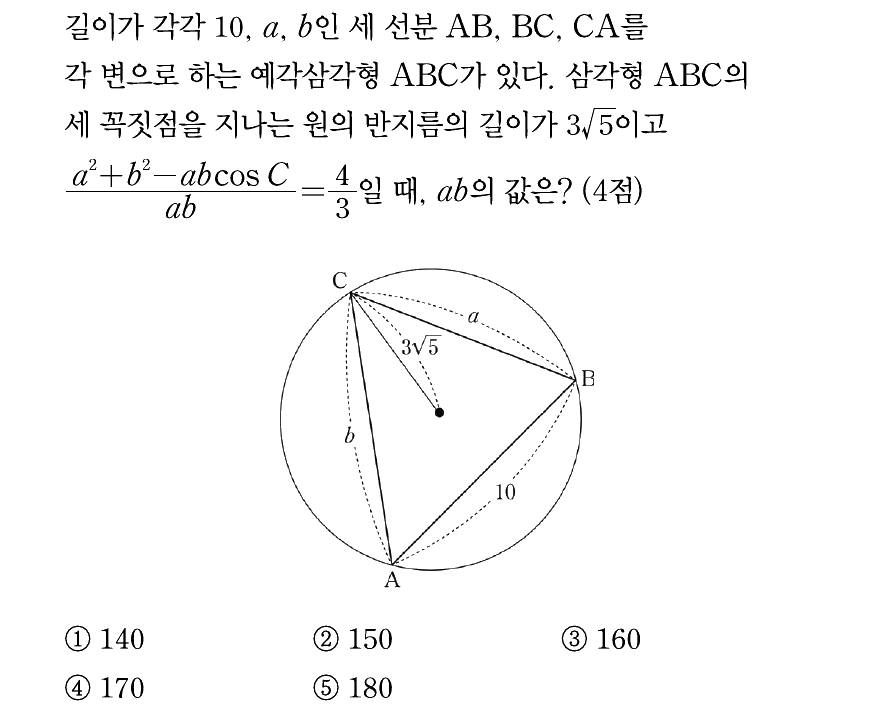 길이가 각각 10, a, b인 세 선분 AB, BC, CA를
각 변으로 하는 예각삼각형 ABC가 있다. 삼각형 ABC의
세 꼭짓점을 지나는 원의 반지름의 길이가 3√5이고
(a²+b²−ab cos C)/ab = 4/3일 때, ab의 값은? (4점)
C
a
3√5
B
b
10
A
① 140 ② 150 ③ 160
④ 170 ⑤ 180